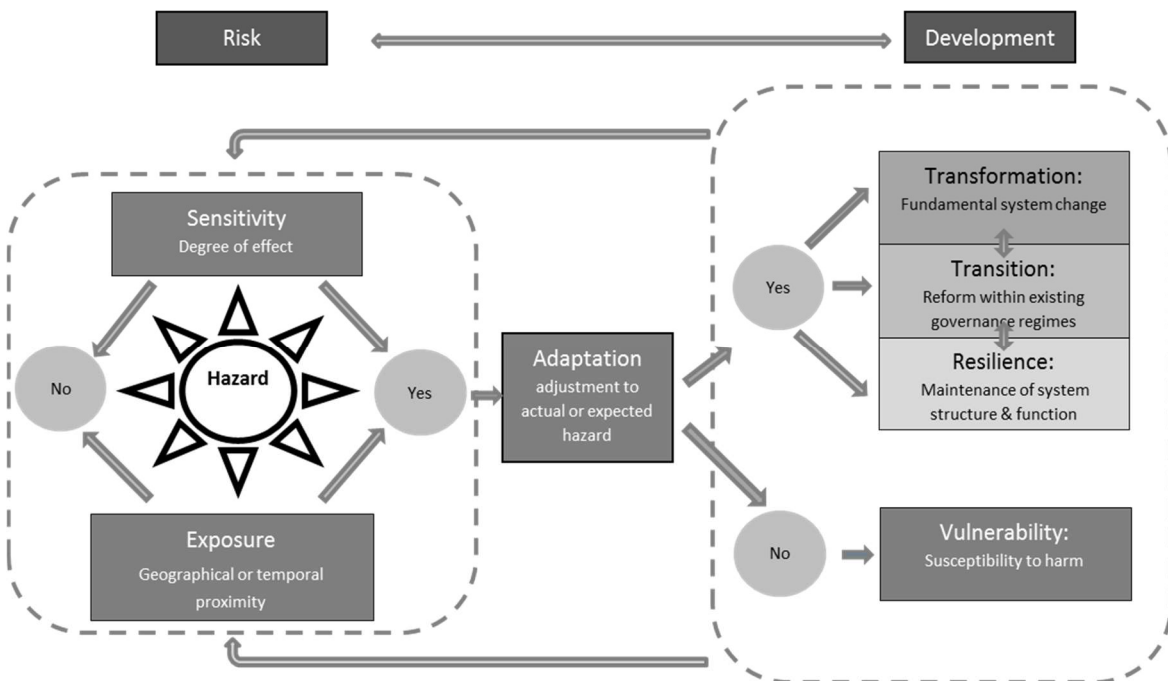 Risk
Development
Sensitivity
Degree of effect
No
Hazard
Yes
Exposure
Geographical or temporal
proximity
Adaptation
adjustment to
actual or expected
hazard
Yes
Transformation:
Fundamental system change
Transition:
Reform within existing
governance regimes
Resilience:
Maintenance of system
structure & function
No
Vulnerability:
Susceptibility to harm